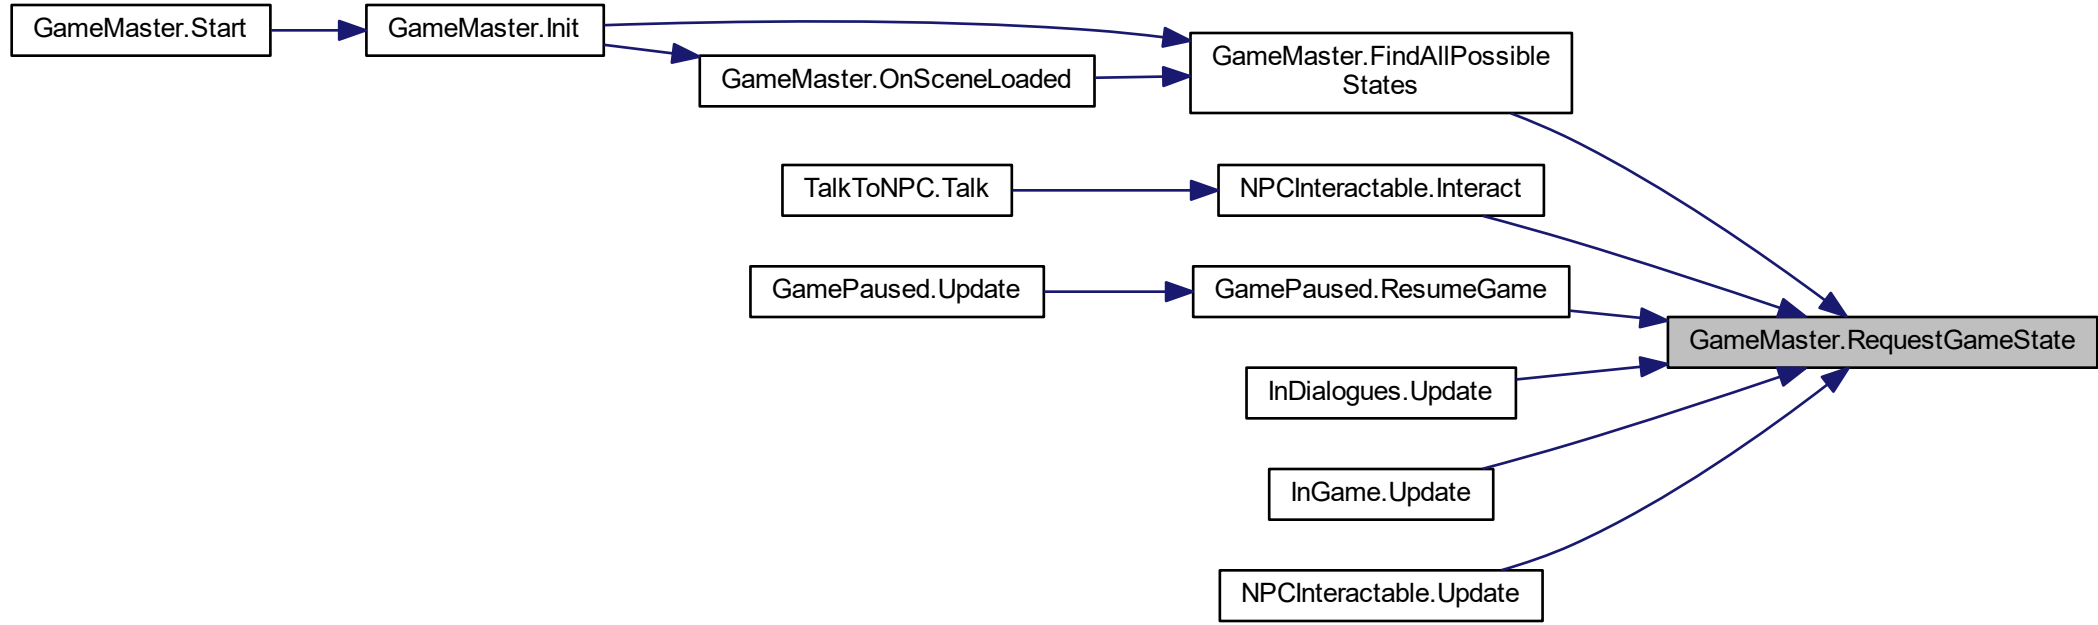 GameMaster.Start
GameMaster.Init
GameMaster.OnSceneLoaded
GameMaster.FindAllPossible
States
TalkToNPC.Talk
NPCInteractable.Interact
GamePaused.Update
GamePaused.ResumeGame
GameMaster.RequestGameState
InDialogues.Update
InGame.Update
NPCInteractable.Update